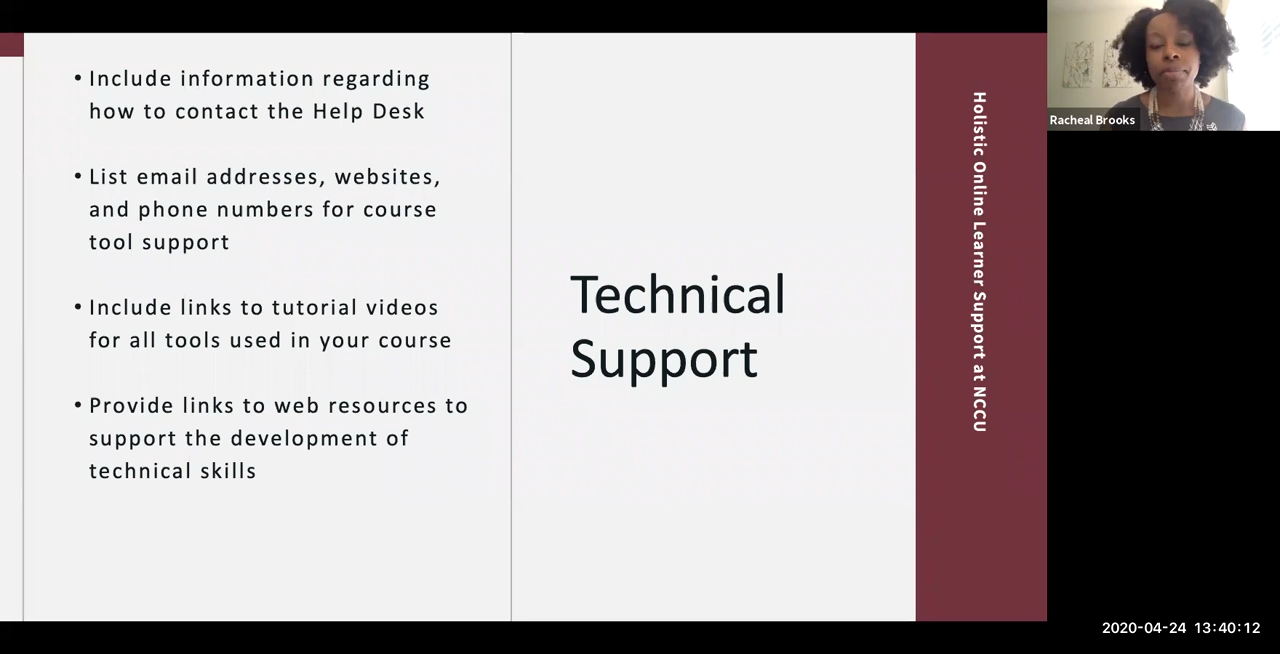 • Include information regarding
how to contact the Help Desk
• List email addresses, websites,
and phone numbers for course
tool support
• Include links to tutorial videos
for all tools used in your course
• Provide links to web resources to
support the development of
technical skills
Technical
Support
Holistic Online Learner Support at NCCU
Racheal Brooks
2020-04-24 13:40:12